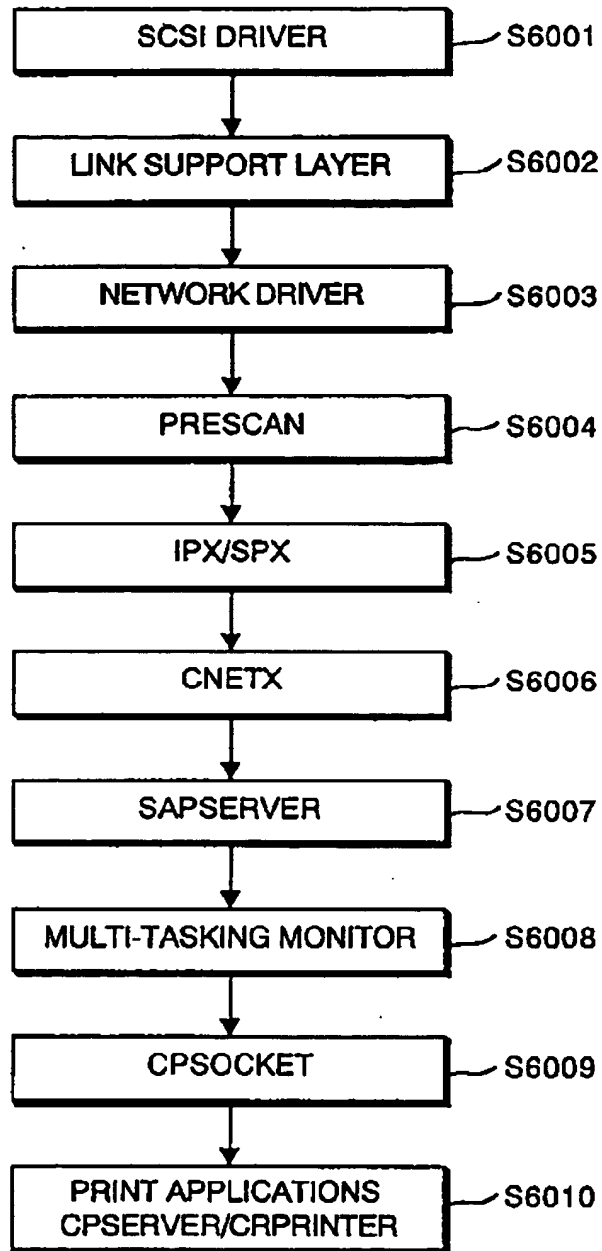 SCSI DRIVER S6001
LINK SUPPORT LAYER S6002
NETWORK DRIVER S6003
PRESCAN S6004
IPX/SPX S6005
CNETX S6006
SAPSERVER S6007
MULTI-TASKING MONITOR S6008
CPSOCKET S6009
PRINT APPLICATIONS S6010
CPSERVER/CRPRINTER